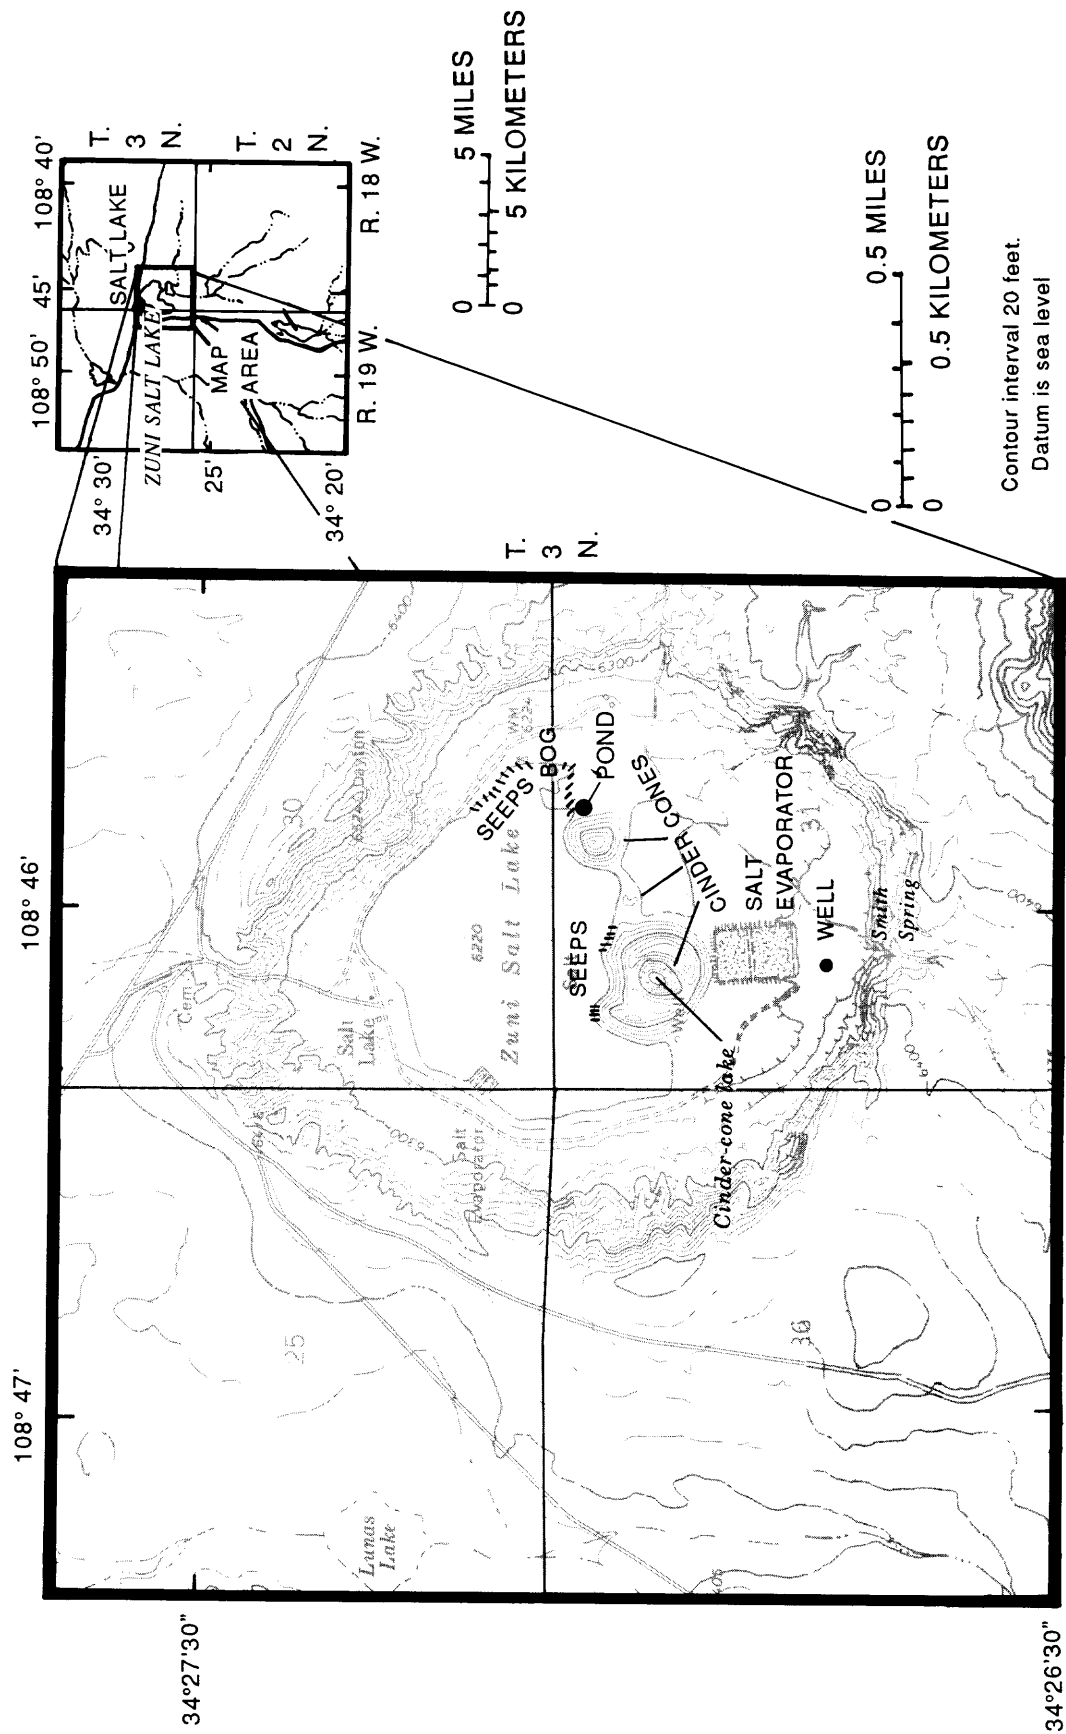 108° 50'
45'
108° 40'
34° 30'
25'
34° 20'
SALT LAKE
ZUNI SALT LAKE
MAP
AREA
T.
3
N.
T.
2
N.
R. 19 W.
R. 18 W.
0
5 MILES
0
5 KILOMETERS
0
0.5 MILES
0
0.5 KILOMETERS
Contour interval 20 feet.
Datum is sea level
108° 47'
108° 46'
34°27'30"
34°26'30"
T.
3
N.
25
30
31
36
6400
6300
6300
6220
6400
6400
Cem
Salt
Lake
Zuni Salt Lake
Salt
Evaporator
Lunas
Lake
WM
SEEPS
BOG
POND
CINDER CONES
SEEPS
SALT
EVAPORATOR
WELL
Smith
Spring
Cinder-cone lake